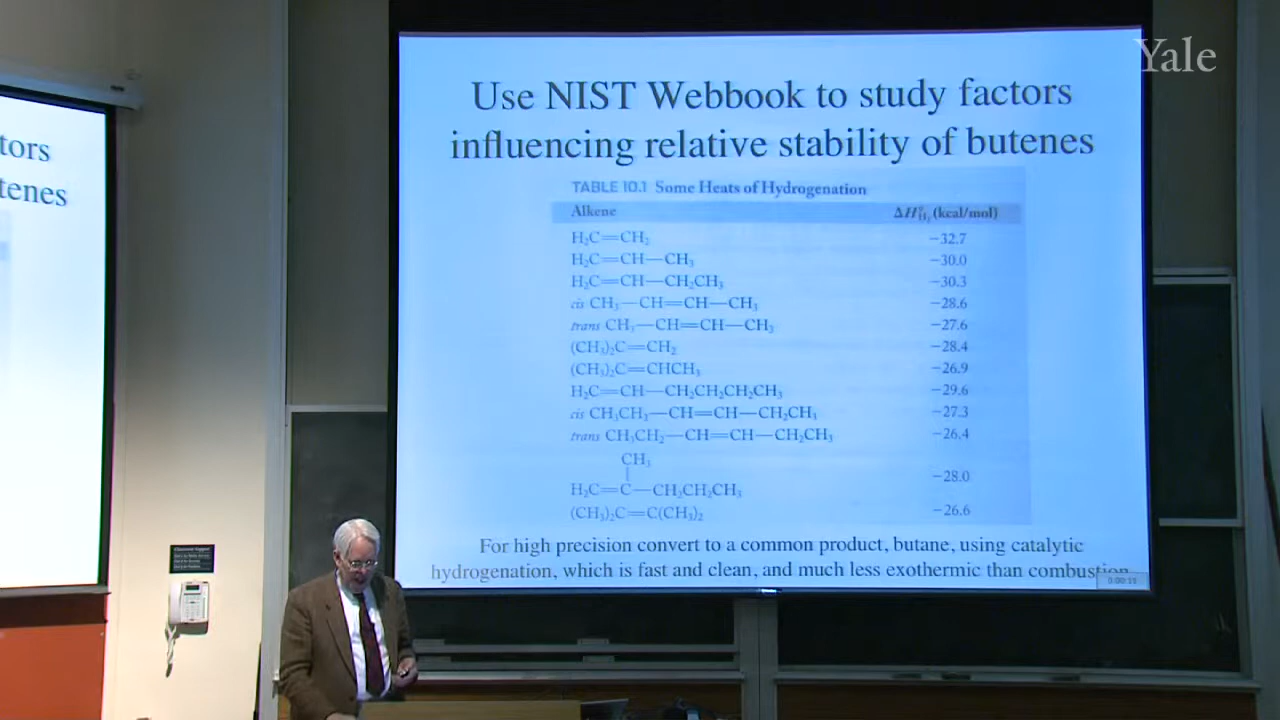 tors
tenes
Yale
Use NIST Webbook to study factors
influencing relative stability of butenes
TABLE 10.1 Some Heats of Hydrogenation
Alkene ΔH°H₂ (kcal/mol)
H₂C=CH₂ −32.7
H₂C=CH—CH₃ −30.0
H₂C=CH—CH₂CH₃ −30.3
cis CH₃—CH=CH—CH₃ −28.6
trans CH₃—CH=CH—CH₃ −27.6
(CH₃)₂C=CH₂ −28.4
(CH₃)₂C=CHCH₃ −26.9
H₂C=CH—CH₂CH₂CH₂CH₃ −29.6
cis CH₃CH₂—CH=CH—CH₂CH₃ −27.3
trans CH₃CH₂—CH=CH—CH₂CH₃ −26.4
CH₃
H₂C=C—CH₂CH₂CH₃ −28.0
(CH₃)₂C=C(CH₃)₂ −26.6
For high precision convert to a common product, butane, using catalytic
hydrogenation, which is fast and clean, and much less exothermic than combustion